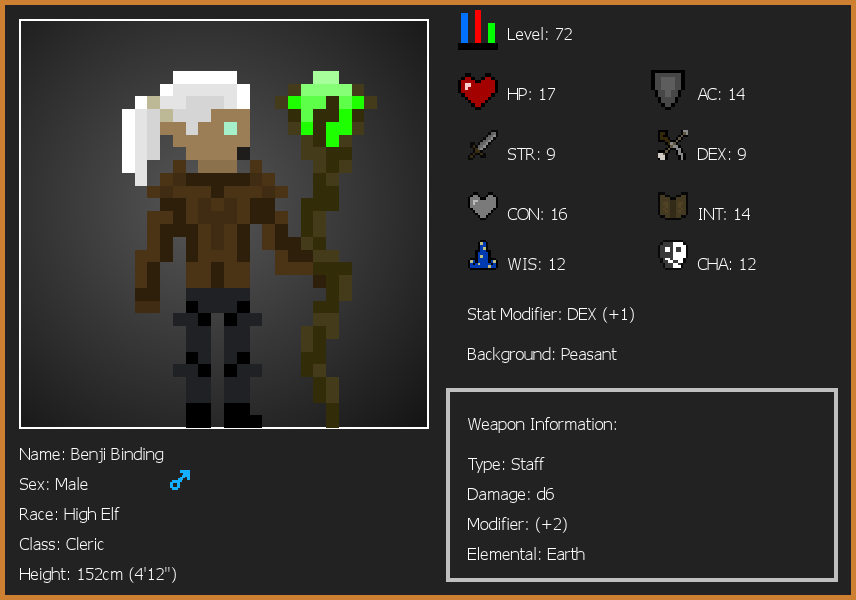 Level: 72
HP: 17
AC: 14
STR: 9
DEX: 9
CON: 16
INT: 14
WIS: 12
CHA: 12
Stat Modifier: DEX (+1)
Background: Peasant
Weapon Information:
Type: Staff
Damage: d6
Modifier: (+2)
Elemental: Earth
Name: Benji Binding
Sex: Male
Race: High Elf
Class: Cleric
Height: 152cm (4'12")